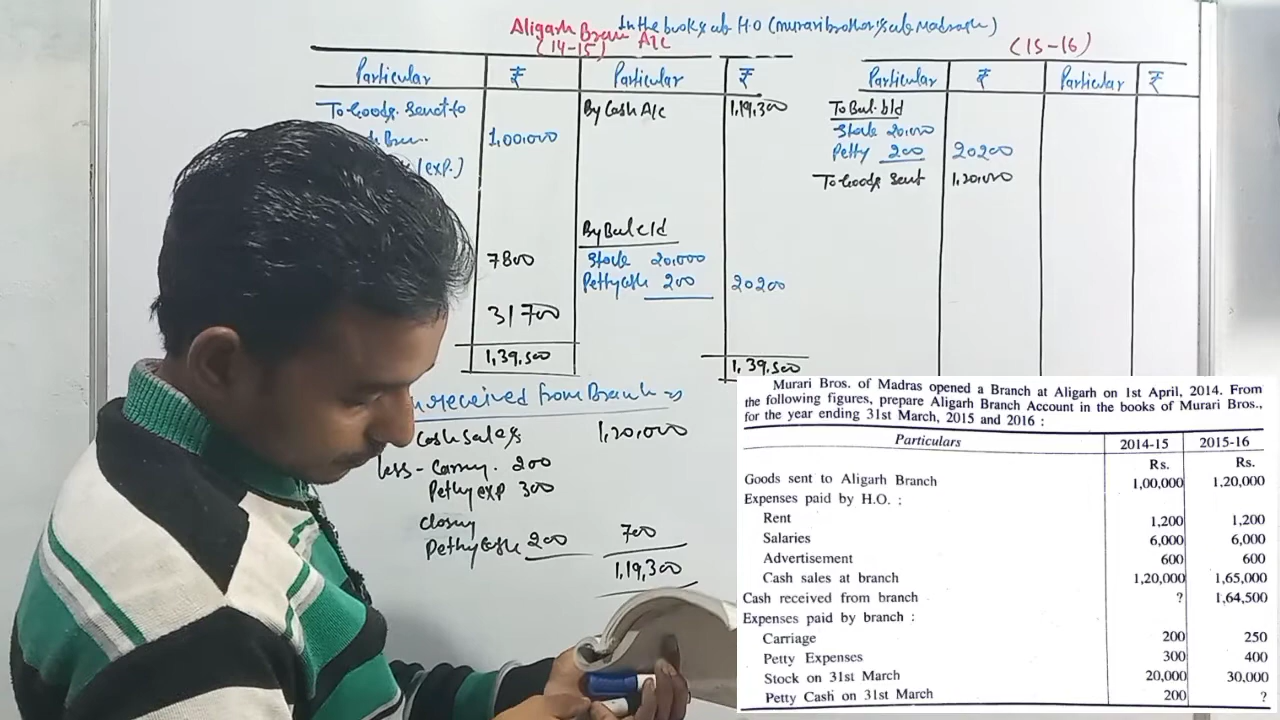 In the books of H.O (murari brothers of Madrash)
Aligarh Bran A/C
(14-15)
(15-16)
Particular ₹ Particular ₹
Particular ₹ Particular ₹
To Goods. Sent to By Cash A/c 1,19,300
1,00,000
(exp.)
By Bal c/d
7800 Stock 20,000
Petty cash 200 20200
31700
1,39,500 1,39,500
To Bal. b/d
Stock 20,000
Petty 200 20200
To Goods Sent 1,20,000
received from Branch
Cash Sales 1,20,000
less - Carry. 200
Petty exp 300
closing
Petty Cash 200 700
1,19,300
Murari Bros. of Madras opened a Branch at Aligarh on 1st April, 2014. From
the following figures, prepare Aligarh Branch Account in the books of Murari Bros.,
for the year ending 31st March, 2015 and 2016 :
Particulars 2014-15 2015-16
Rs. Rs.
Goods sent to Aligarh Branch 1,00,000 1,20,000
Expenses paid by H.O. :
Rent 1,200 1,200
Salaries 6,000 6,000
Advertisement 600 600
Cash sales at branch 1,20,000 1,65,000
Cash received from branch ? 1,64,500
Expenses paid by branch :
Carriage 200 250
Petty Expenses 300 400
Stock on 31st March 20,000 30,000
Petty Cash on 31st March 200 ?